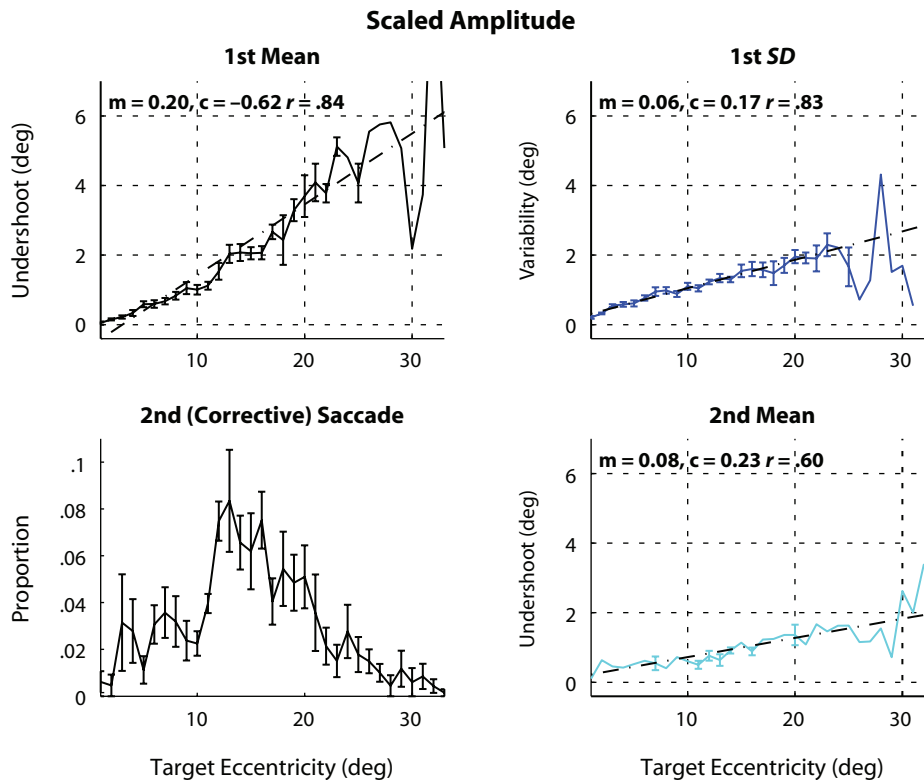 Scaled Amplitude
1st Mean
m = 0.20, c = –0.62 r = .84
Undershoot (deg)
6
4
2
0
10
20
30
1st SD
m = 0.06, c = 0.17 r = .83
Variability (deg)
6
4
2
0
10
20
30
2nd (Corrective) Saccade
Proportion
.1
.08
.06
.04
.02
0
10
20
30
Target Eccentricity (deg)
2nd Mean
m = 0.08, c = 0.23 r = .60
Undershoot (deg)
6
4
2
0
10
20
30
Target Eccentricity (deg)